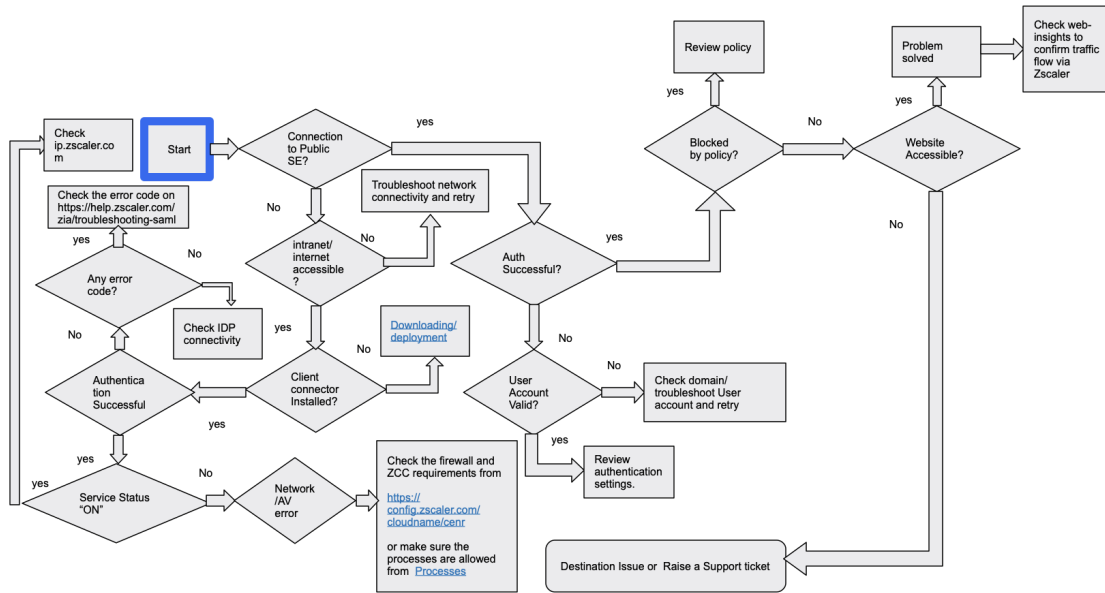 Start
Connection
to Public
SE?
yes
No
Check
ip.zscaler.co
m
Review policy
yes
Blocked
by policy?
No
Problem
solved
yes
Website
Accessible?
No
Check web-
insights to
confirm traffic
flow via
Zscaler
Troubleshoot network
connectivity and retry
No
intranet/
internet
accessible
?
yes
Auth
Successful?
yes
No
Check the error code on
https://help.zscaler.com/
zia/troubleshooting-saml
yes
No
Any error
code?
Check IDP
connectivity
No
Downloading/
deployment
No
Client
connector
Installed?
yes
Authentica
tion
Successful
yes
User
Account
Valid?
No
Check domain/
troubleshoot User
account and retry
yes
Review
authentication
settings.
yes
Service Status
“ON”
No
Network
/AV
error
Check the firewall and
ZCC requirements from
https://
config.zscaler.com/
cloudname/cenr
or make sure the
processes are allowed
from Processes
Destination Issue or Raise a Support ticket